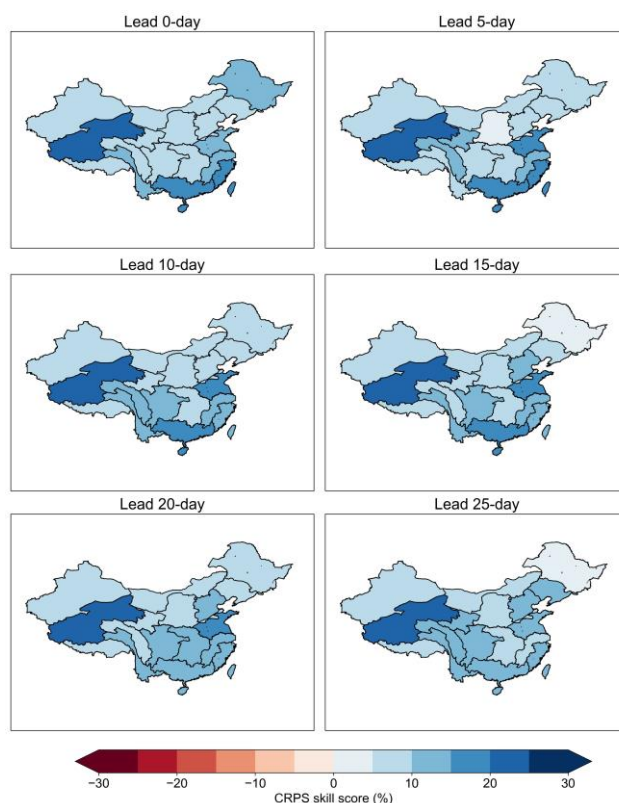 Lead 0-day
Lead 5-day
Lead 10-day
Lead 15-day
Lead 20-day
Lead 25-day
−30
−20
−10
0
10
20
30
CRPS skill score (%)